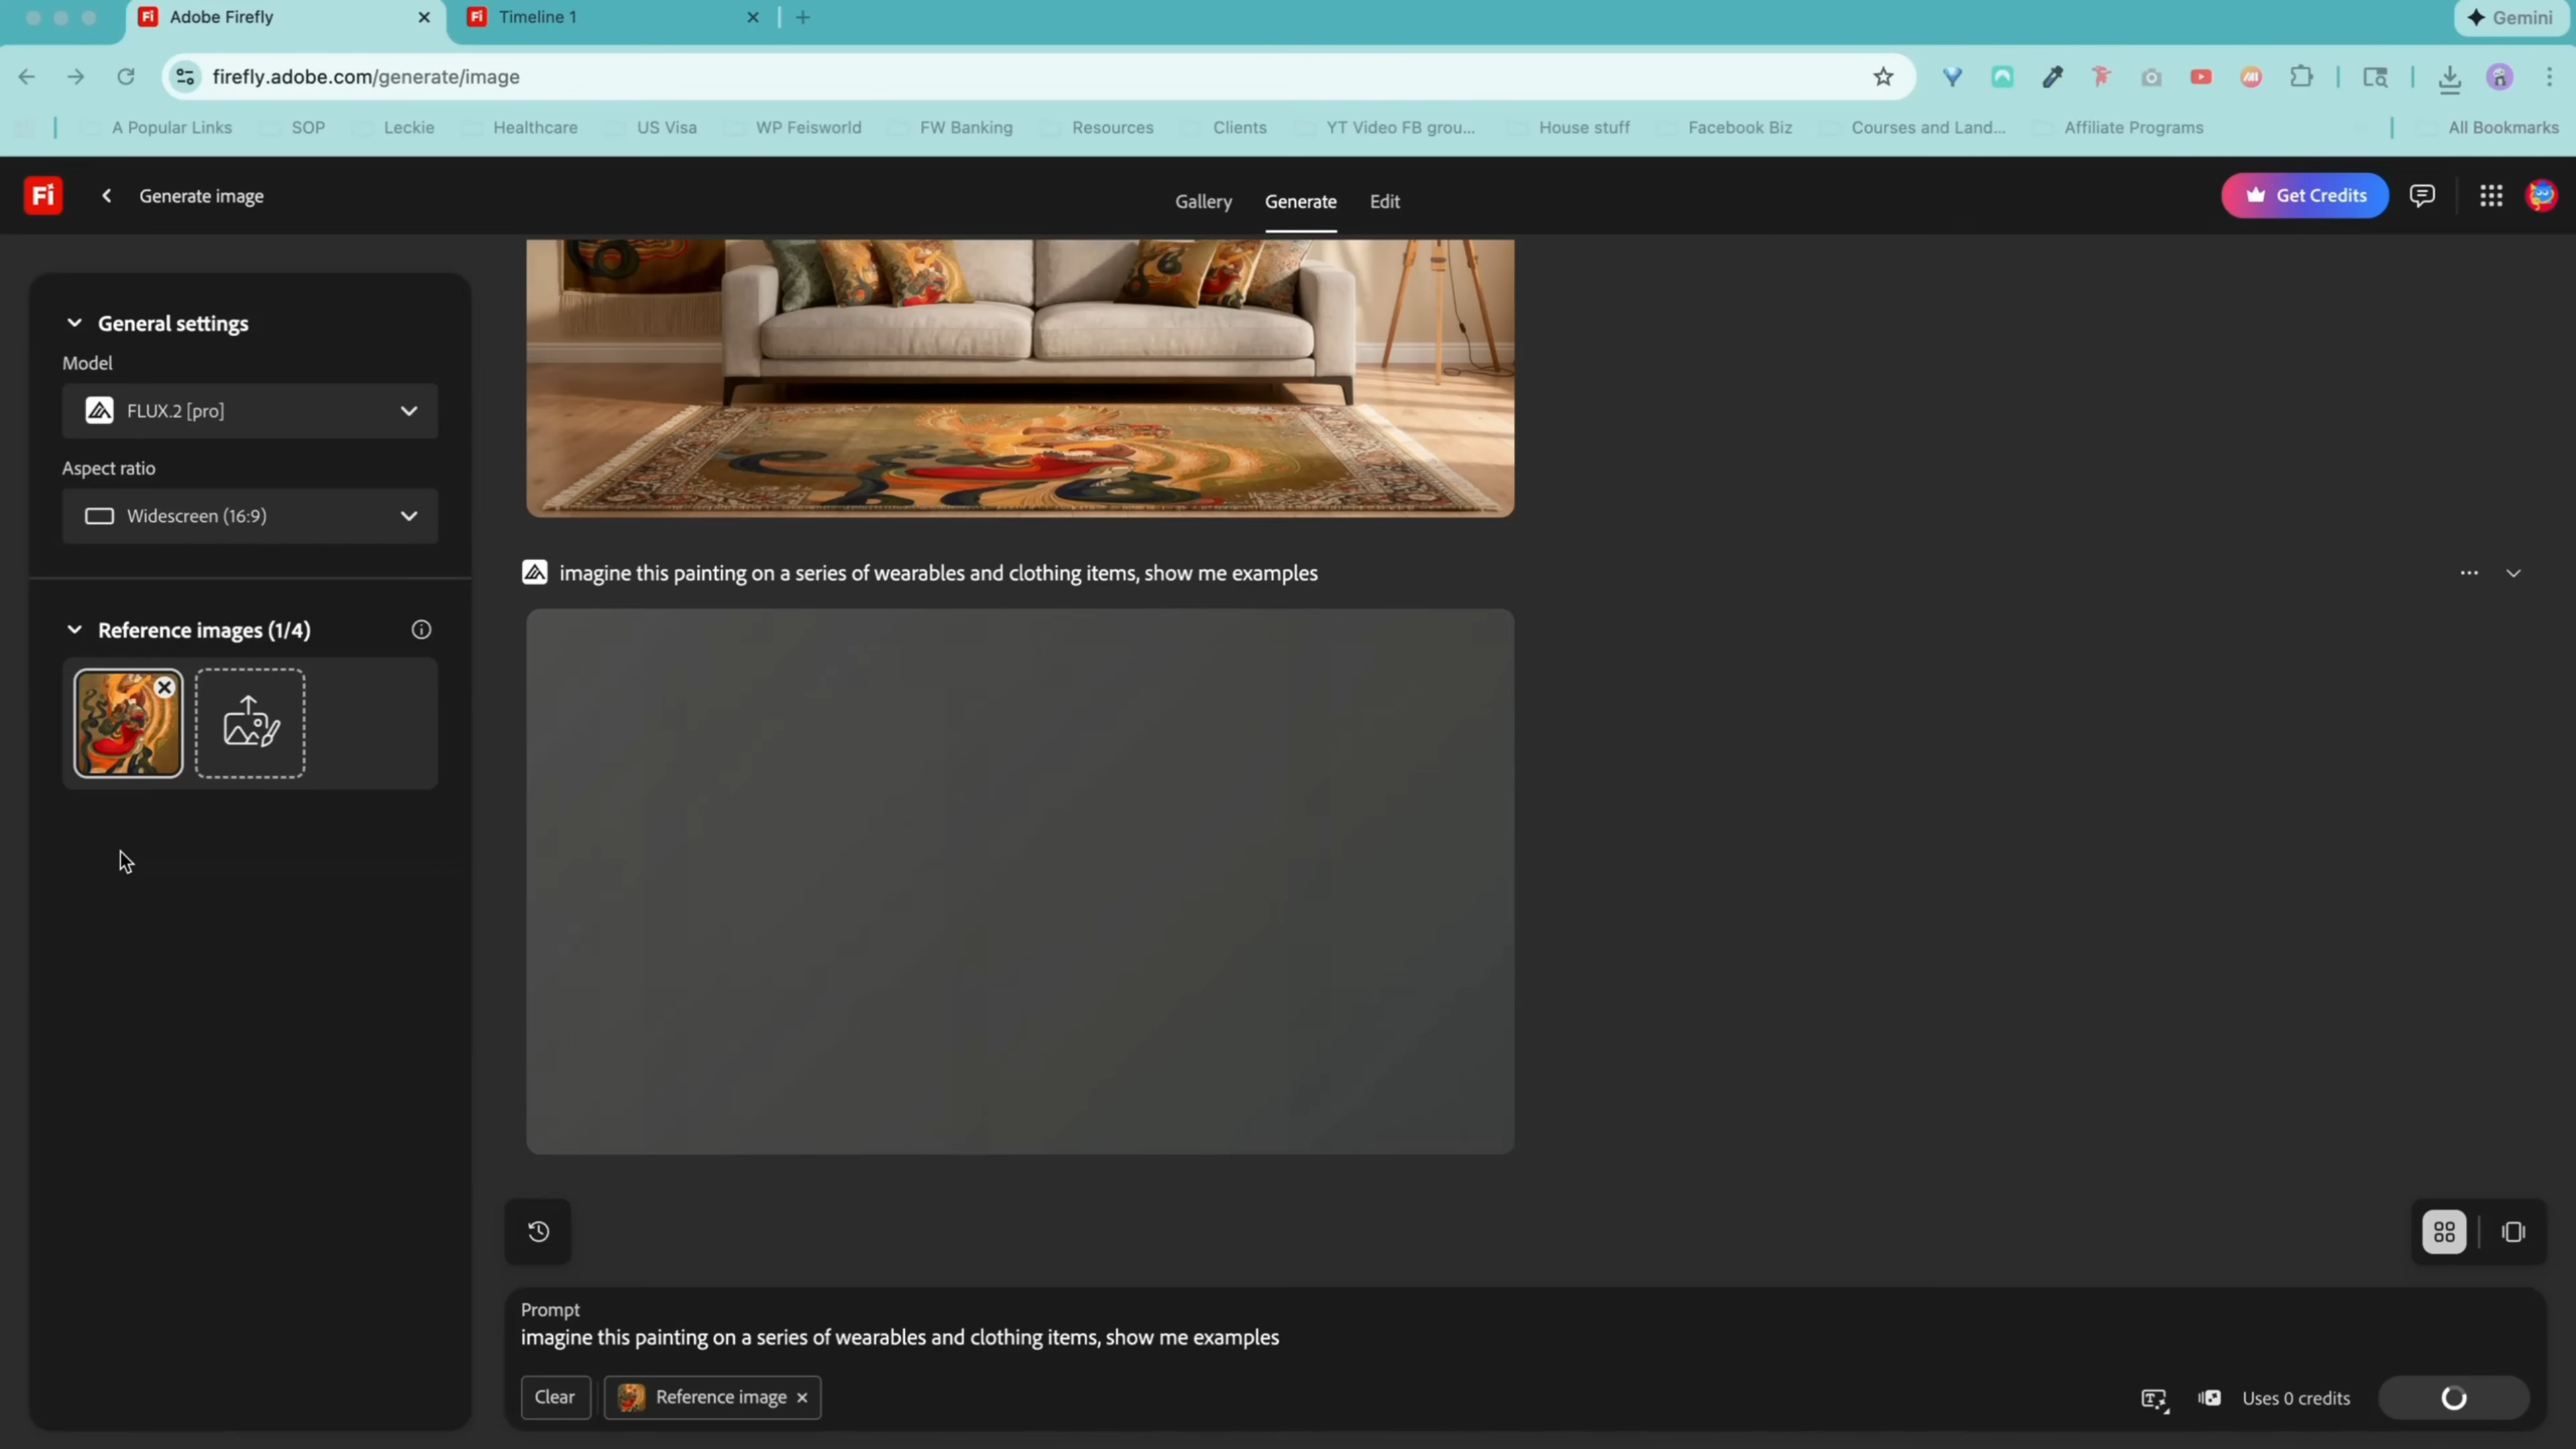 Adobe Firefly
Timeline 1
Gemini
firefly.adobe.com/generate/image
A Popular Links
SOP
Leckie
Healthcare
US Visa
WP Feisworld
FW Banking
Resources
Clients
YT Video FB grou...
House stuff
Facebook Biz
Courses and Land...
Affiliate Programs
All Bookmarks
Fi
Generate image
Gallery
Generate
Edit
Get Credits
General settings
Model
FLUX.2 [pro]
Aspect ratio
Widescreen (16:9)
Reference images (1/4)
imagine this painting on a series of wearables and clothing items, show me examples
Prompt
imagine this painting on a series of wearables and clothing items, show me examples
Clear
Reference image
Uses 0 credits